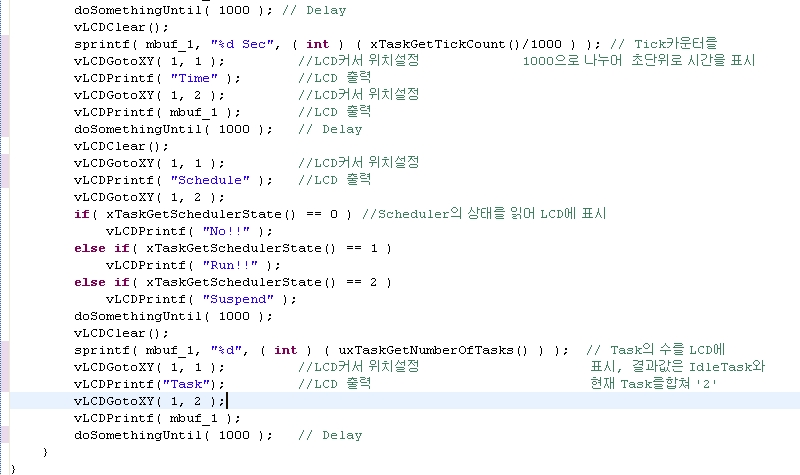 doSomethingUntil( 1000 ); // Delay
vLCDClear();
sprintf( mbuf_1, "%d Sec", ( int ) ( xTaskGetTickCount()/1000 ) ); // Tick카운터를
vLCDGotoXY( 1, 1 ); //LCD커서 위치설정 1000으로 나누어 초단위로 시간을 표시
vLCDPrintf( "Time" ); //LCD 출력
vLCDGotoXY( 1, 2 ); //LCD커서 위치설정
vLCDPrintf( mbuf_1 ); //LCD 출력
doSomethingUntil( 1000 ); // Delay
vLCDClear();
vLCDGotoXY( 1, 1 ); //LCD커서 위치설정
vLCDPrintf( "Schedule" ); //LCD 출력
vLCDGotoXY( 1, 2 );
if( xTaskGetSchedulerState() == 0 ) //Scheduler의 상태를 읽어 LCD에 표시
vLCDPrintf( "No!!" );
else if( xTaskGetSchedulerState() == 1 )
vLCDPrintf( "Run!!" );
else if( xTaskGetSchedulerState() == 2 )
vLCDPrintf( "Suspend" );
doSomethingUntil( 1000 );
vLCDClear();
sprintf( mbuf_1, "%d", ( int ) ( uxTaskGetNumberOfTasks() ) ); // Task의 수를 LCD에
vLCDGotoXY( 1, 1 ); //LCD커서 위치설정 표시, 결과값은 IdleTask와
vLCDPrintf("Task"); //LCD 출력 현재 Task를합쳐 '2'
vLCDGotoXY( 1, 2 );
vLCDPrintf( mbuf_1 );
doSomethingUntil( 1000 ); // Delay
}
}